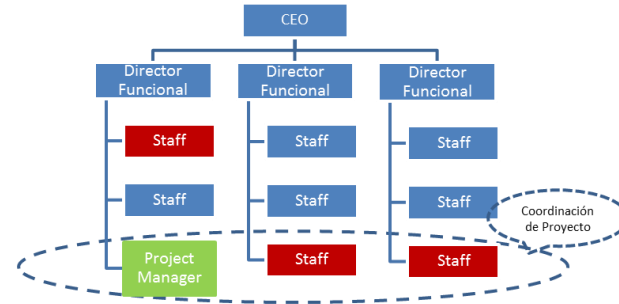 CEO
Director
Funcional
Director
Funcional
Director
Funcional
Staff
Staff
Staff
Staff
Staff
Staff
Coordinación
de Proyecto
Project
Manager
Staff
Staff